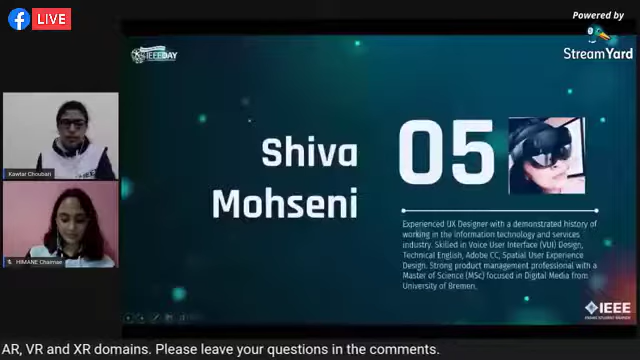 LIVE
Powered by
StreamYard
IEEEDAY
Shiva
Mohseni
05
Experienced UX Designer with a demonstrated history of
working in the information technology and services
industry. Skilled in Voice User Interface (VUI) Design,
Technical English, Adobe CC, Spatial User Experience
Design. Strong product management professional with a
Master of Science (MSc) focused in Digital Media from
University of Bremen.
Kawtar Choubari
HIMANE Chaimae
IEEE
AR, VR and XR domains. Please leave your questions in the comments.